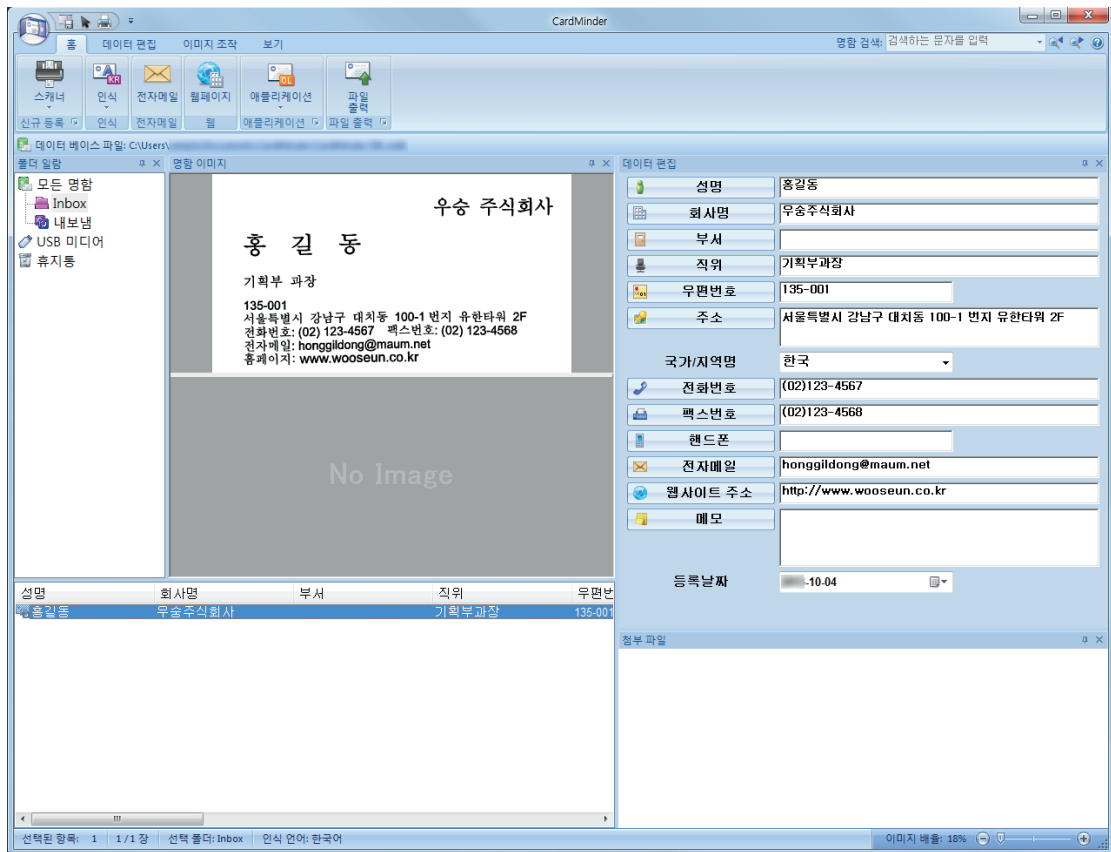 CardMinder
홈 데이터 편집 이미지 조작 보기
명함 검색: 검색하는 문자를 입력
스캐너
인식
전자메일
웹페이지
애플리케이션
파일
출력
신규 등록 인식 전자메일 웹 애플리케이션 파일 출력
데이터 베이스 파일: C:\Users\
폴더 일람
모든 명함
Inbox
내보냄
USB 미디어
휴지통
명함 이미지
우승 주식회사
홍 길 동
기획부 과장
135-001
서울특별시 강남구 대치동 100-1 번지 유한타워 2F
전화번호: (02) 123-4567 팩스번호: (02) 123-4568
전자메일: honggildong@maum.net
홈페이지: www.wooseun.co.kr
No Image
데이터 편집
성명 홍길동
회사명 우숭주식회사
부서
직위 기획부과장
우편번호 135-001
주소 서울특별시 강남구 대치동 100-1 번지 유한타워 2F
국가/지역명 한국
전화번호 (02)123-4567
팩스번호 (02)123-4568
핸드폰
전자메일 honggildong@maum.net
웹사이트 주소 http://www.wooseun.co.kr
메모
등록날짜 -10-04
성명 회사명 부서 직위 우편번
홍길동 우숭주식회사 기획부과장 135-001
첨부 파일
선택된 항목: 1 1 / 1 장 선택 폴더: Inbox 인식 언어: 한국어
이미지 배율: 18%